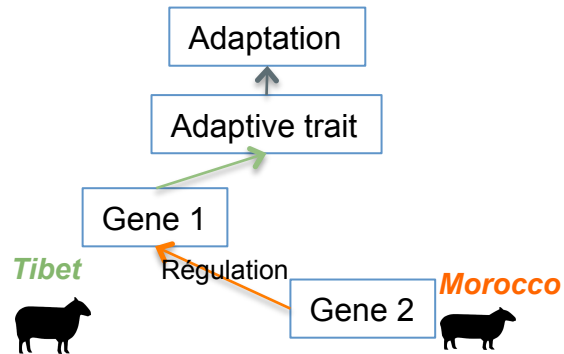 Adaptation
Adaptive trait
Gene 1
Tibet
Régulation
Gene 2
Morocco